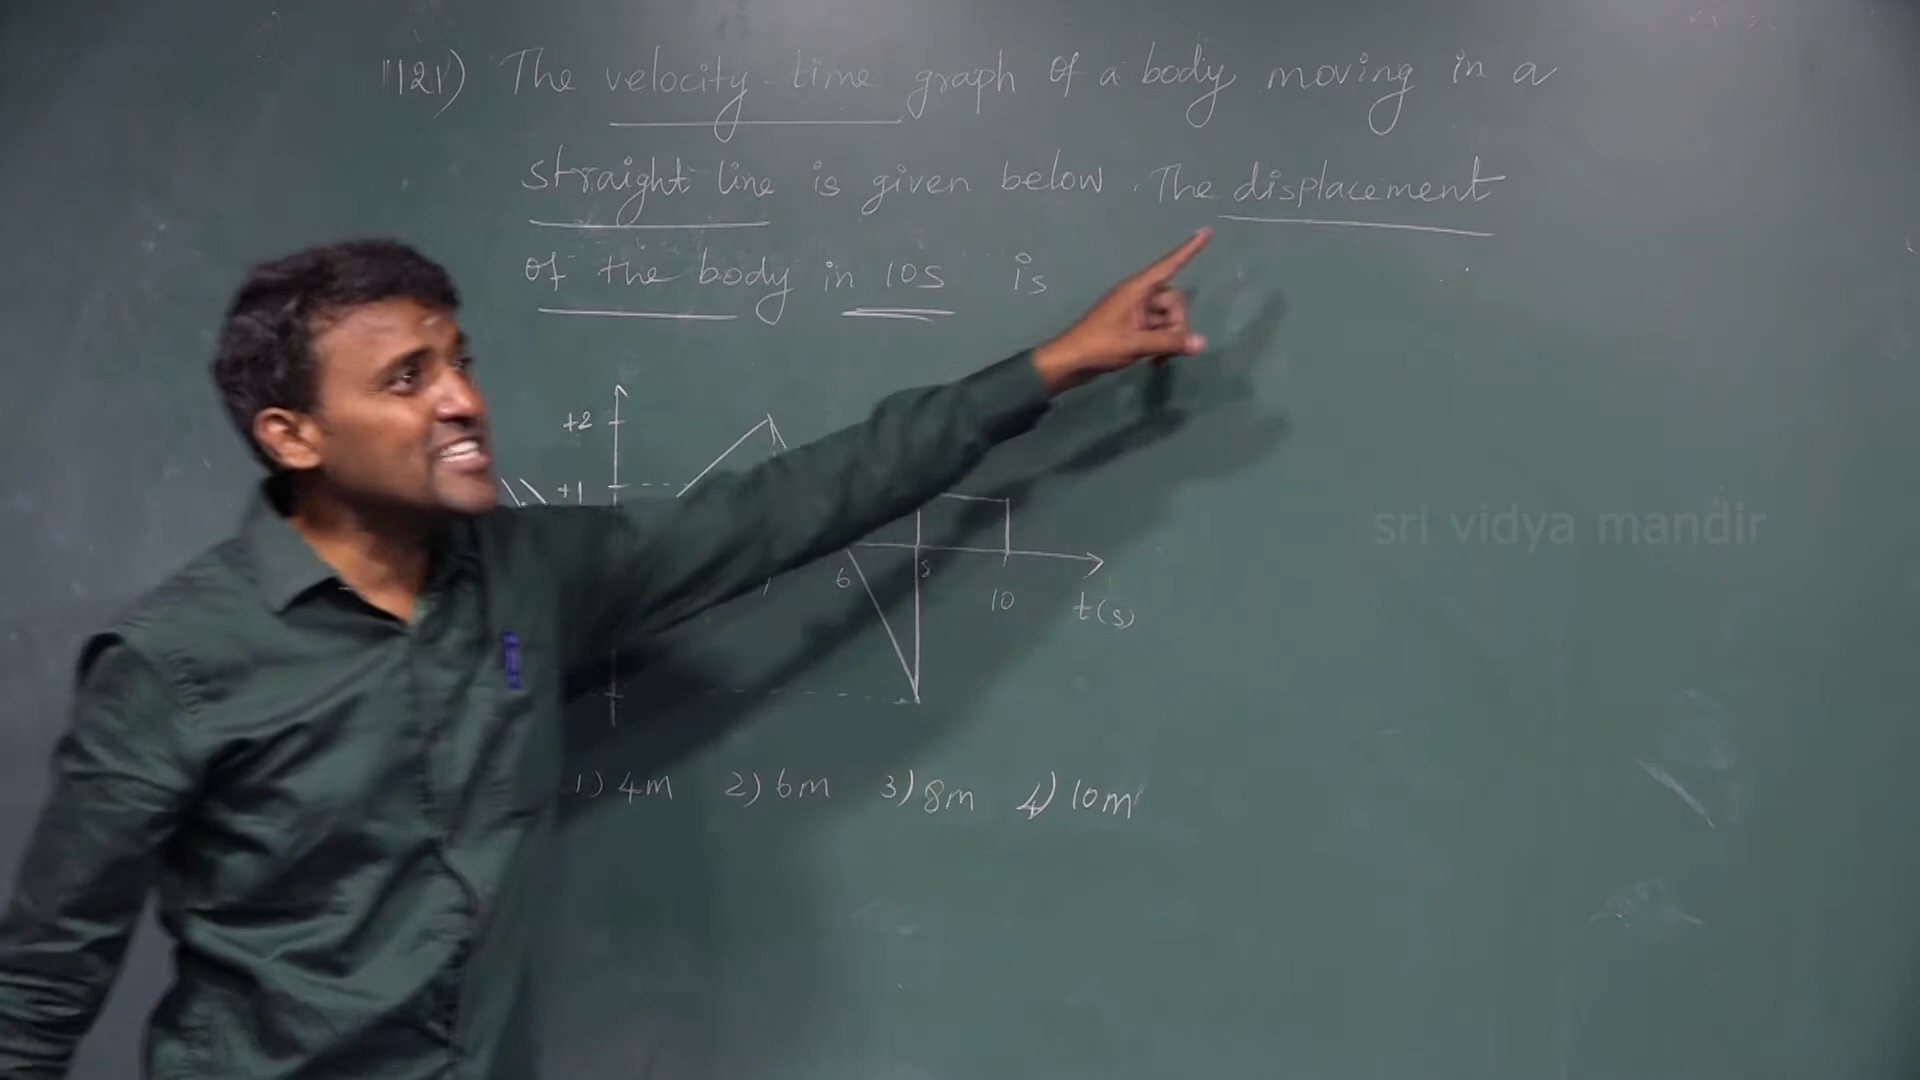 121) The velocity-time graph of a body moving in a
straight line is given below. The displacement
of the body in 10s is
+2
+1
6
8
10
t(s)
1) 4m 2) 6m 3) 8m 4) 10m
sri vidya mandir